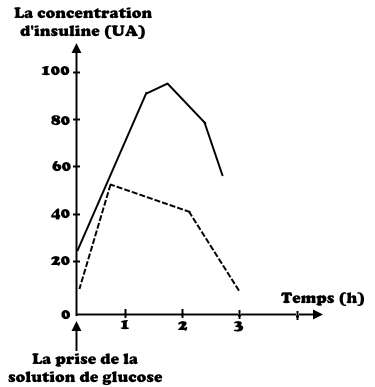 La concentration
d'insuline (UA)
100
80
60
40
20
0
1
2
3
Temps (h)
La prise de la
solution de glucose